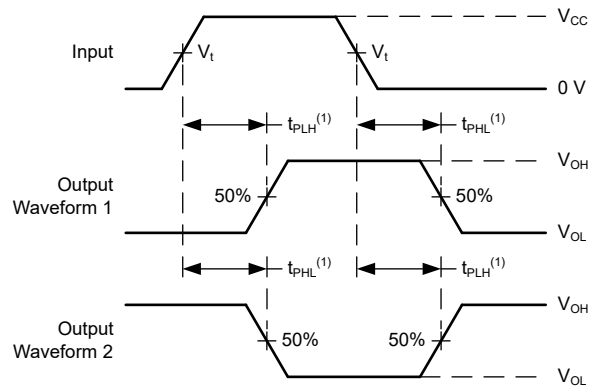 V_CC
Input
V_t
V_t
0 V
t_PLH^(1)
t_PHL^(1)
V_OH
Output
Waveform 1
50%
50%
V_OL
t_PHL^(1)
t_PLH^(1)
V_OH
Output
Waveform 2
50%
50%
V_OL